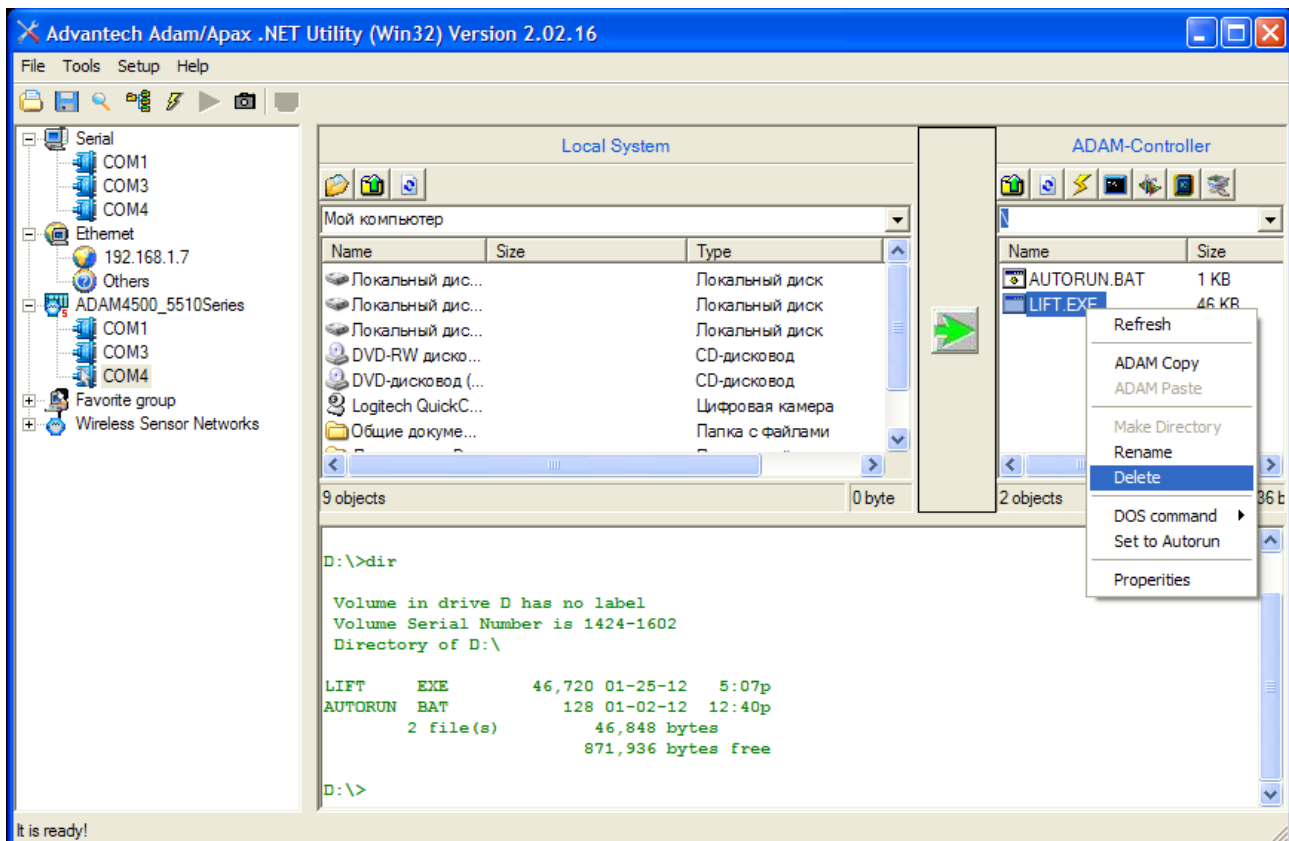 Advantech Adam/Apax .NET Utility (Win32) Version 2.02.16
File Tools Setup Help
Serial
COM1
COM3
COM4
Ethernet
192.168.1.7
Others
ADAM4500_5510Series
COM1
COM3
COM4
Favorite group
Wireless Sensor Networks
Local System
Мой компьютер
Name Size Type
Локальный дис... Локальный диск
Локальный дис... Локальный диск
Локальный дис... Локальный диск
DVD-RW диско... CD-дисковод
DVD-дисковод (... CD-дисковод
Logitech QuickC... Цифровая камера
Общие докуме... Папка с файлами
9 objects 0 byte
ADAM-Controller
\
Name Size
AUTORUN.BAT 1 KB
LIFT.EXE 46 KB
2 objects 36 b
Refresh
ADAM Copy
ADAM Paste
Make Directory
Rename
Delete
DOS command
Set to Autorun
Properities
D:\>dir
Volume in drive D has no label
Volume Serial Number is 1424-1602
Directory of D:\
LIFT EXE 46,720 01-25-12 5:07p
AUTORUN BAT 128 01-02-12 12:40p
2 file(s) 46,848 bytes
871,936 bytes free
D:\>
It is ready!